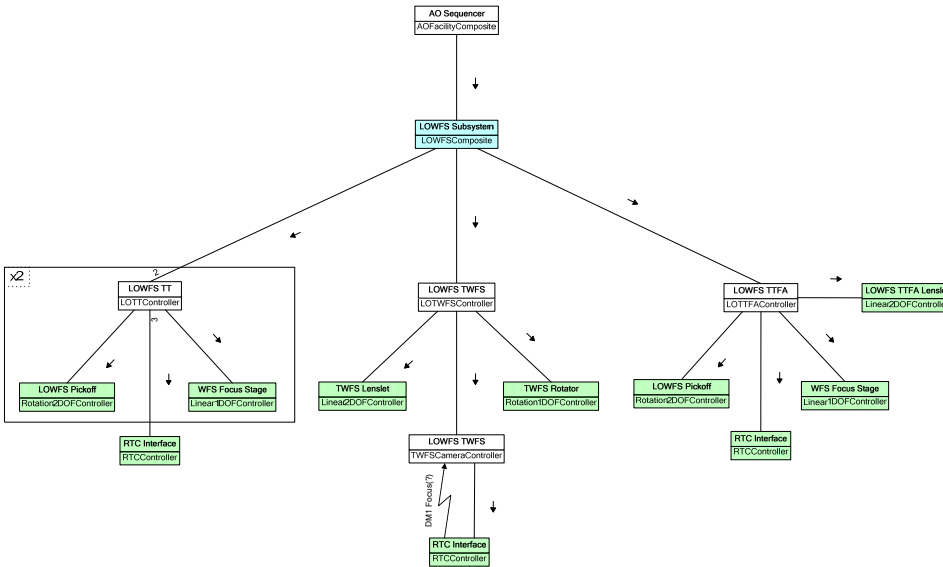 AO Sequencer
AOFacilityComposite
LOWFS Subsystem
LOWFSComposite
x2
2
LOWFS TT
LOTTController
3
LOWFS TWFS
LOTWFSController
LOWFS TTFA
LOTTFAController
LOWFS TTFA Lensle
Linear2DOFControlle
LOWFS Pickoff
Rotation2DOFController
WFS Focus Stage
Linear1DOFController
TWFS Lenslet
Linear2DOFController
TWFS Rotator
Rotation1DOFController
LOWFS Pickoff
Rotation2DOFController
WFS Focus Stage
Linear1DOFController
RTC Interface
RTCController
LOWFS TWFS
TWFSCameraController
RTC Interface
RTCController
DM1 Focus(?)
RTC Interface
RTCController